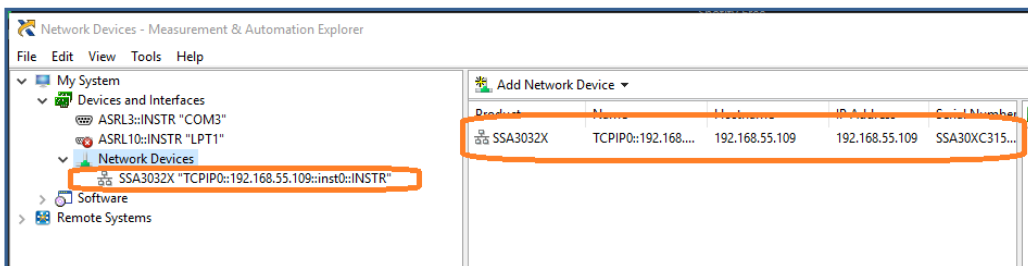 Network Devices - Measurement & Automation Explorer
File Edit View Tools Help
My System
Devices and Interfaces
ASRL3::INSTR "COM3"
ASRL10::INSTR "LPT1"
Network Devices
SSA3032X "TCPIP0::192.168.55.109::inst0::INSTR"
Software
Remote Systems
Add Network Device
Product Name Hostname IP Address Serial Number
SSA3032X TCPIP0::192.168.... 192.168.55.109 192.168.55.109 SSA30XC315...